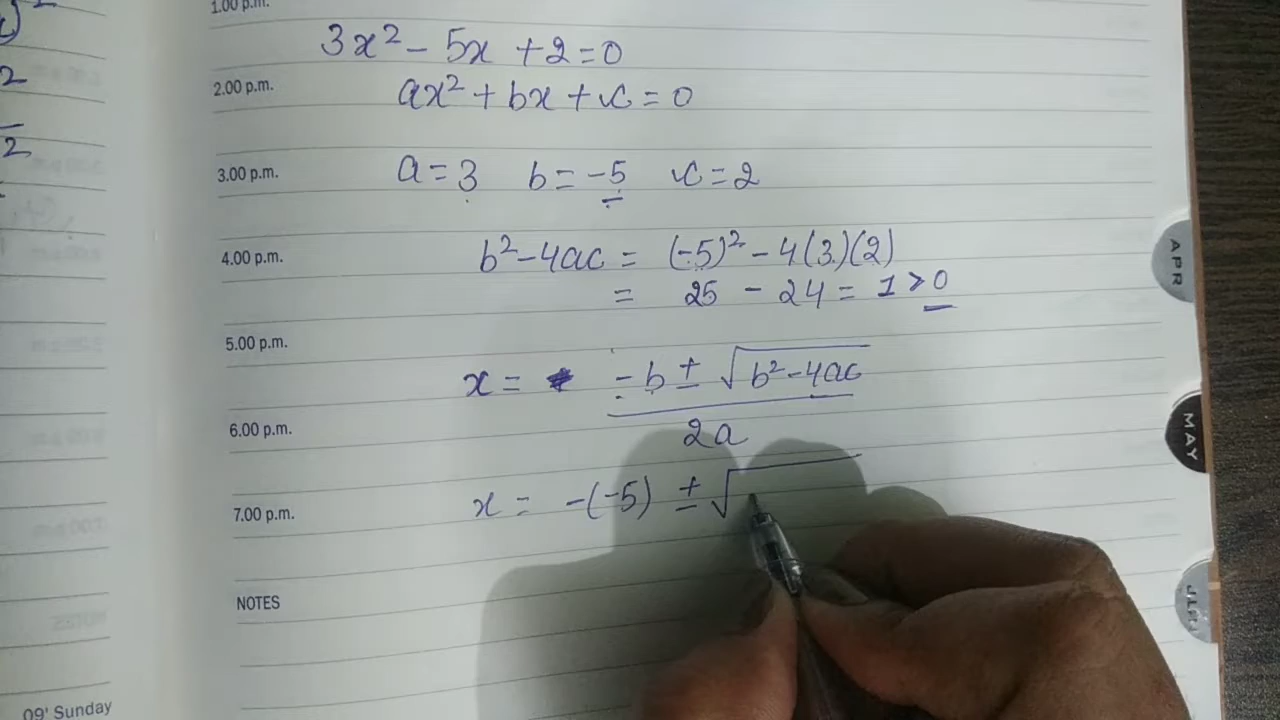 1.00 p.m.
3x² - 5x + 2 = 0
2.00 p.m.
ax² + bx + c = 0
3.00 p.m.
a = 3 b = -5 c = 2
4.00 p.m.
b² - 4ac = (-5)² - 4(3)(2)
= 25 - 24 = 1 > 0
5.00 p.m.
x = -b ± √b² - 4ac
6.00 p.m.
2a
7.00 p.m.
x = -(-5) ± √
NOTES
09' Sunday
2
2
APR
MAY